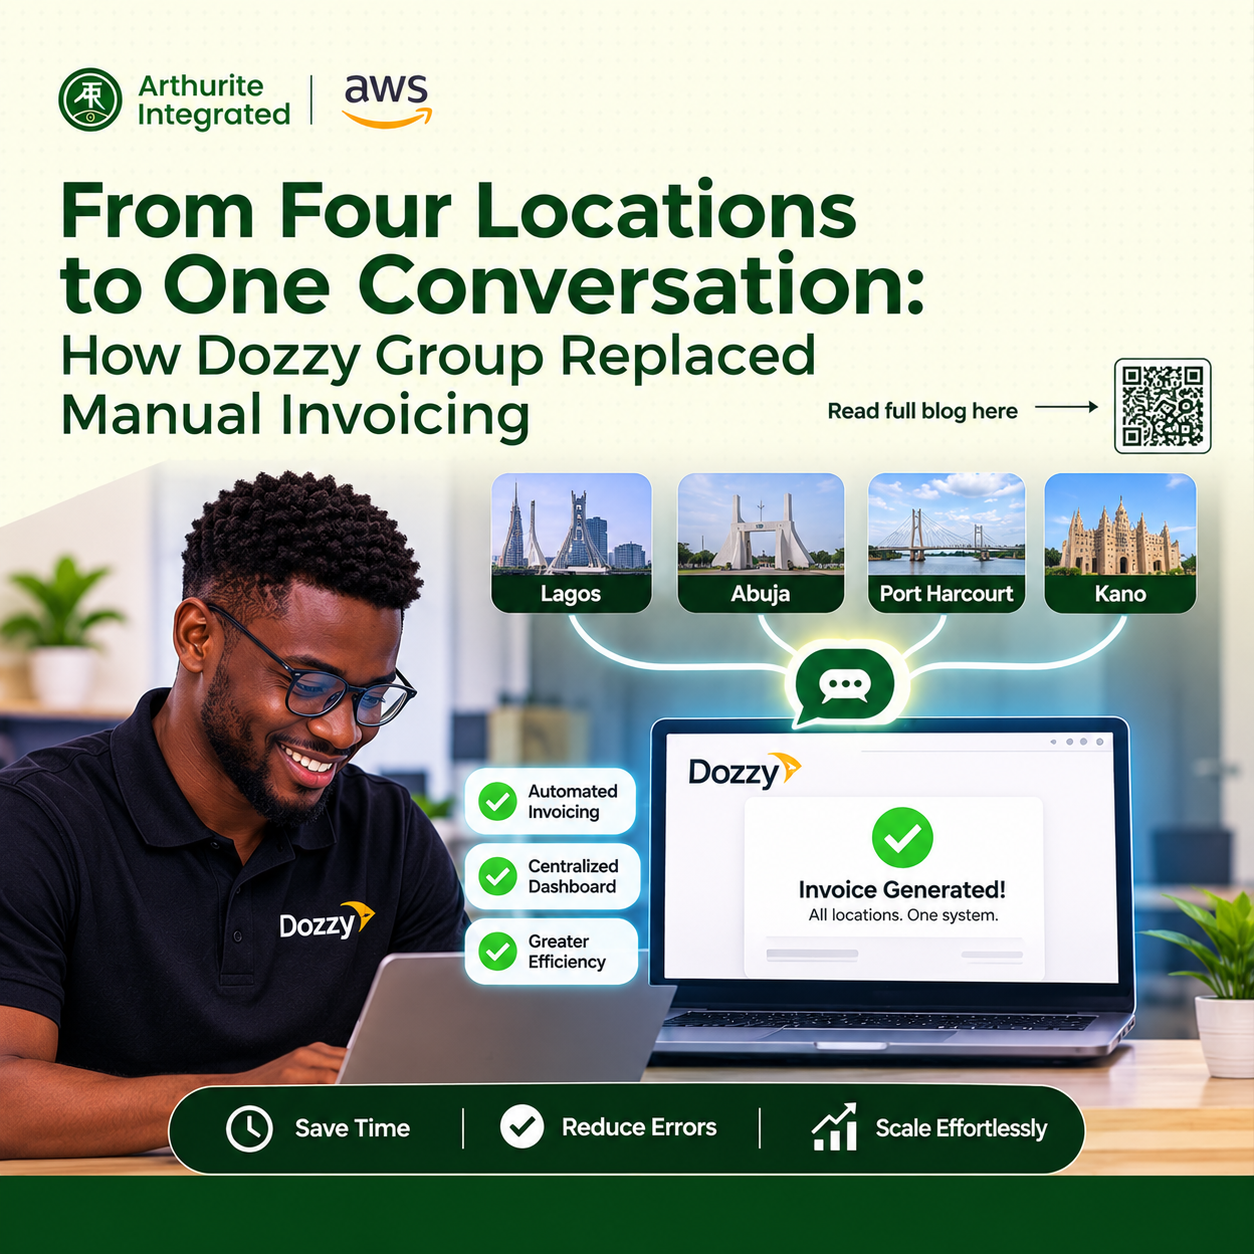 Arthurite
Integrated
aws
From Four Locations
to One Conversation:
How Dozzy Group Replaced
Manual Invoicing
Read full blog here
Lagos
Abuja
Port Harcourt
Kano
Dozzy
Automated
Invoicing
Centralized
Dashboard
Greater
Efficiency
Invoice Generated!
All locations. One system.
Dozzy
Save Time
Reduce Errors
Scale Effortlessly